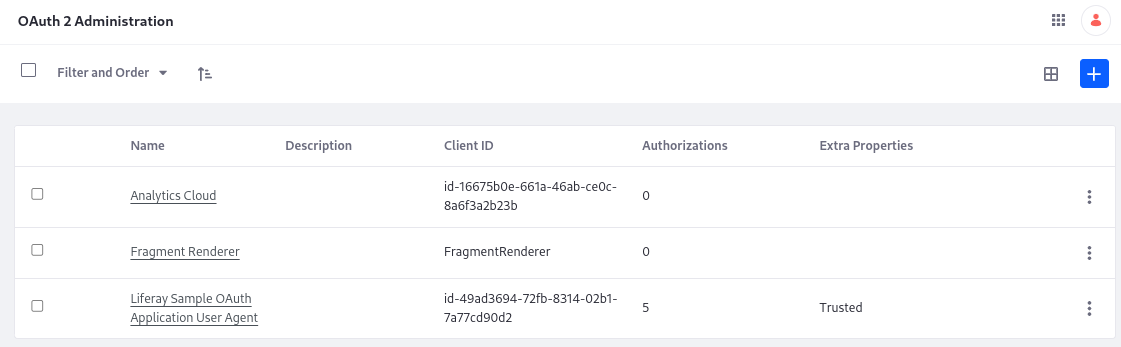 OAuth 2 Administration
Filter and Order
Name Description Client ID Authorizations Extra Properties
Analytics Cloud id-16675b0e-661a-46ab-ce0c-8a6f3a2b23b 0
Fragment Renderer FragmentRenderer 0
Liferay Sample OAuth Application User Agent id-49ad3694-72fb-8314-02b1-7a77cd90d2 5 Trusted